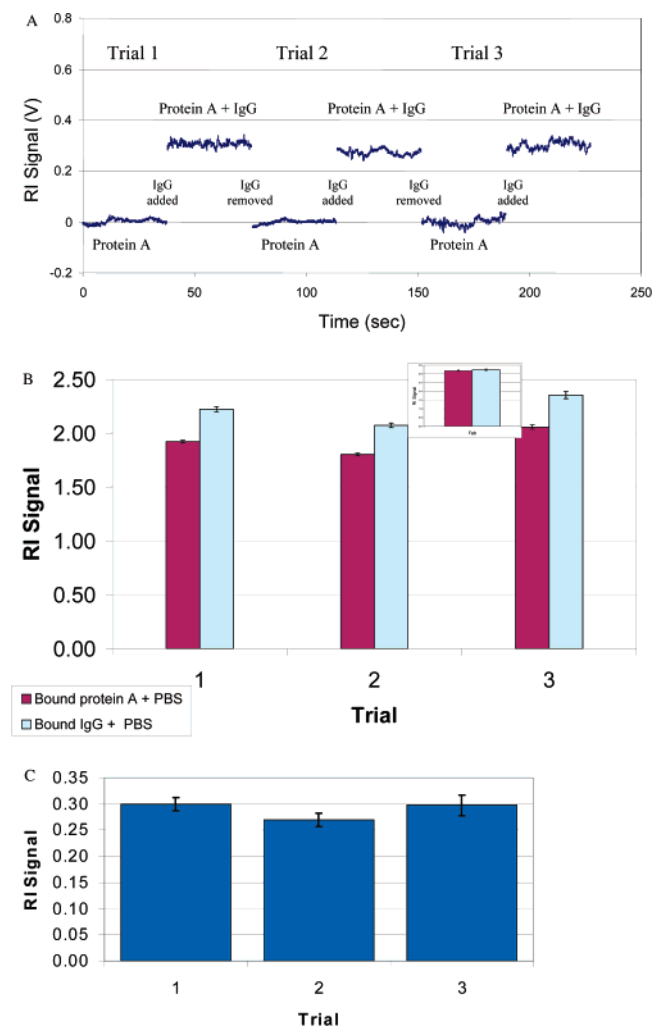 A
0.8
0.6
0.4
0.2
0
-0.2
RI Signal (V)
Trial 1 Trial 2 Trial 3
Protein A + IgG Protein A + IgG Protein A + IgG
IgG added
IgG removed
IgG added
IgG removed
IgG added
Protein A Protein A Protein A
0 50 100 150 200 250
Time (sec)
B
2.50
2.00
1.50
1.00
0.50
0.00
RI Signal
1 2 3
Trial
Bound protein A + PBS
Bound IgG + PBS
C
0.35
0.30
0.25
0.20
0.15
0.10
0.05
0.00
RI Signal
1 2 3
Trial